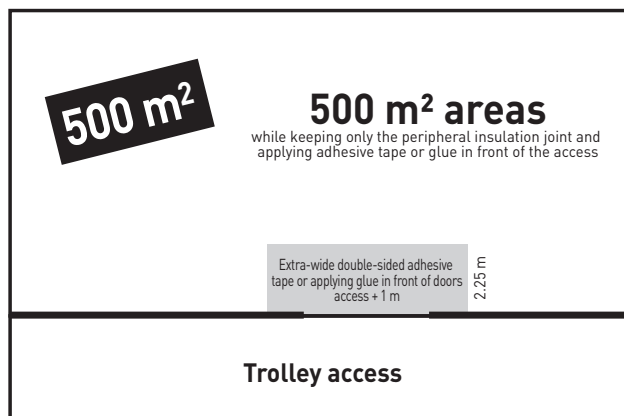 500 m²
500 m² areas
while keeping only the peripheral insulation joint and
applying adhesive tape or glue in front of the access
Extra-wide double-sided adhesive
tape or applying glue in front of doors
access + 1 m
2.25 m
Trolley access